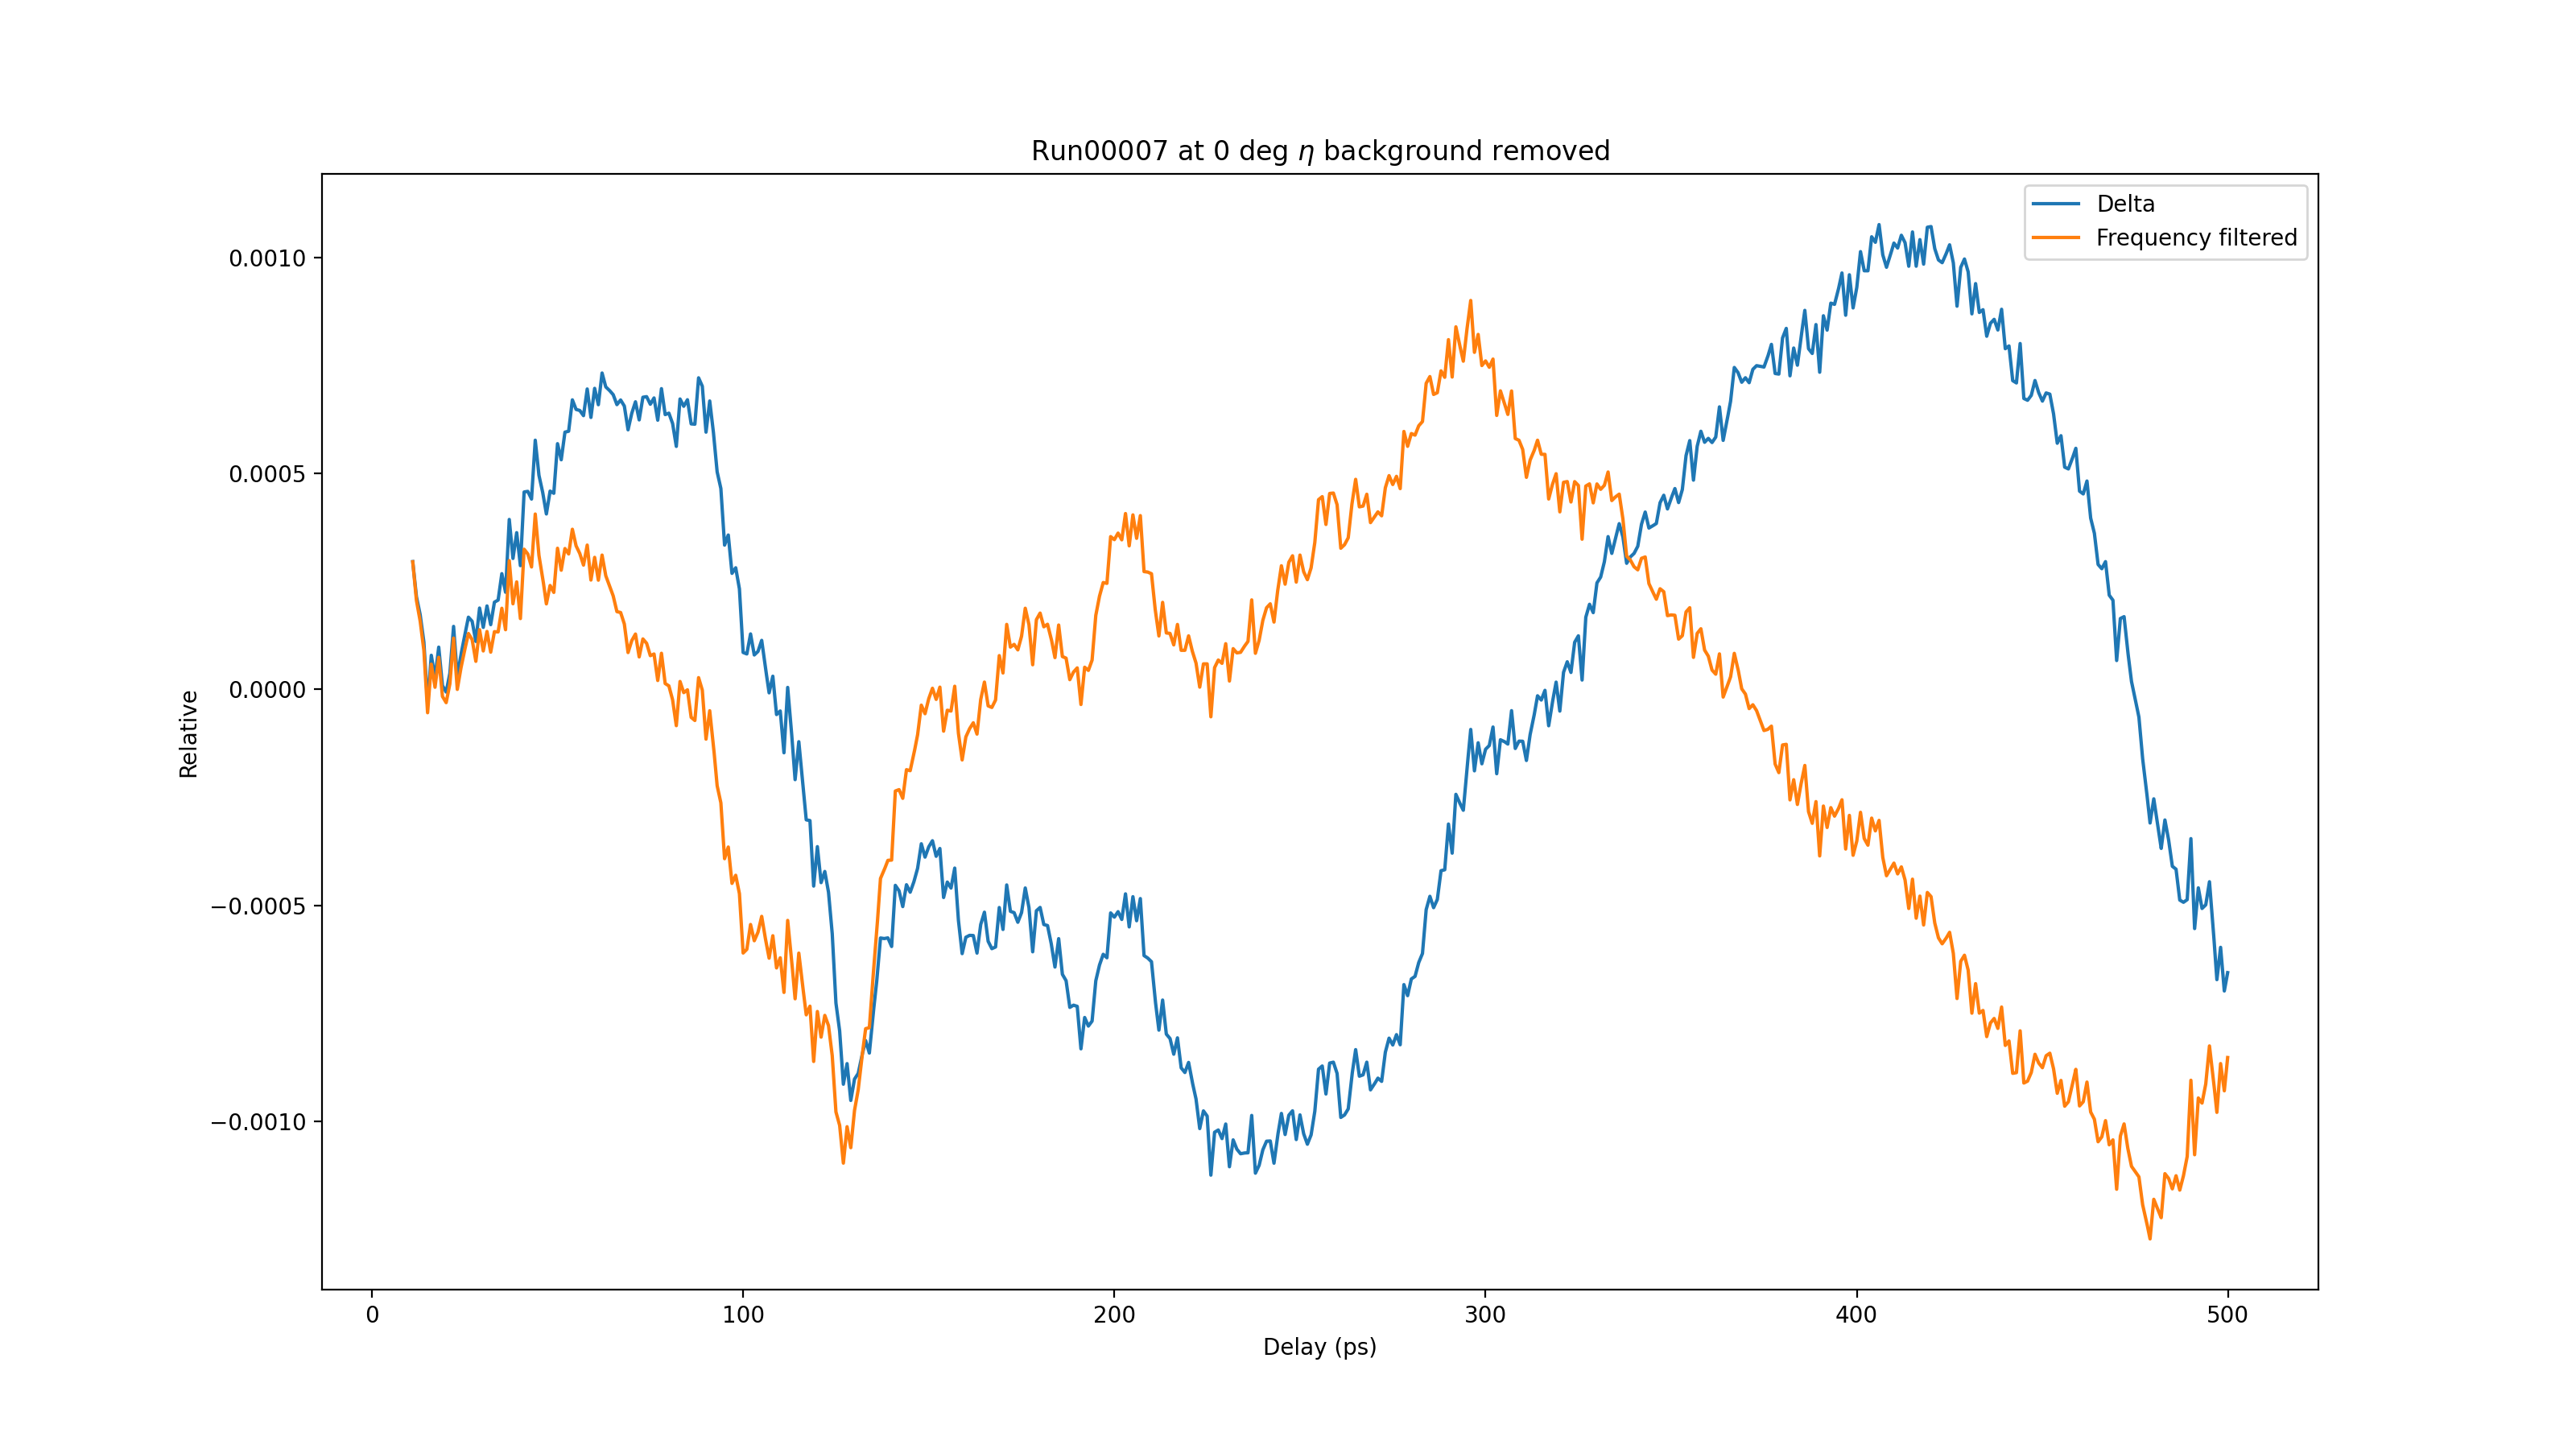 Run00007 at 0 deg η background removed
Delta
Frequency filtered
0.0010
0.0005
0.0000
−0.0005
−0.0010
Relative
0 100 200 300 400 500
Delay (ps)